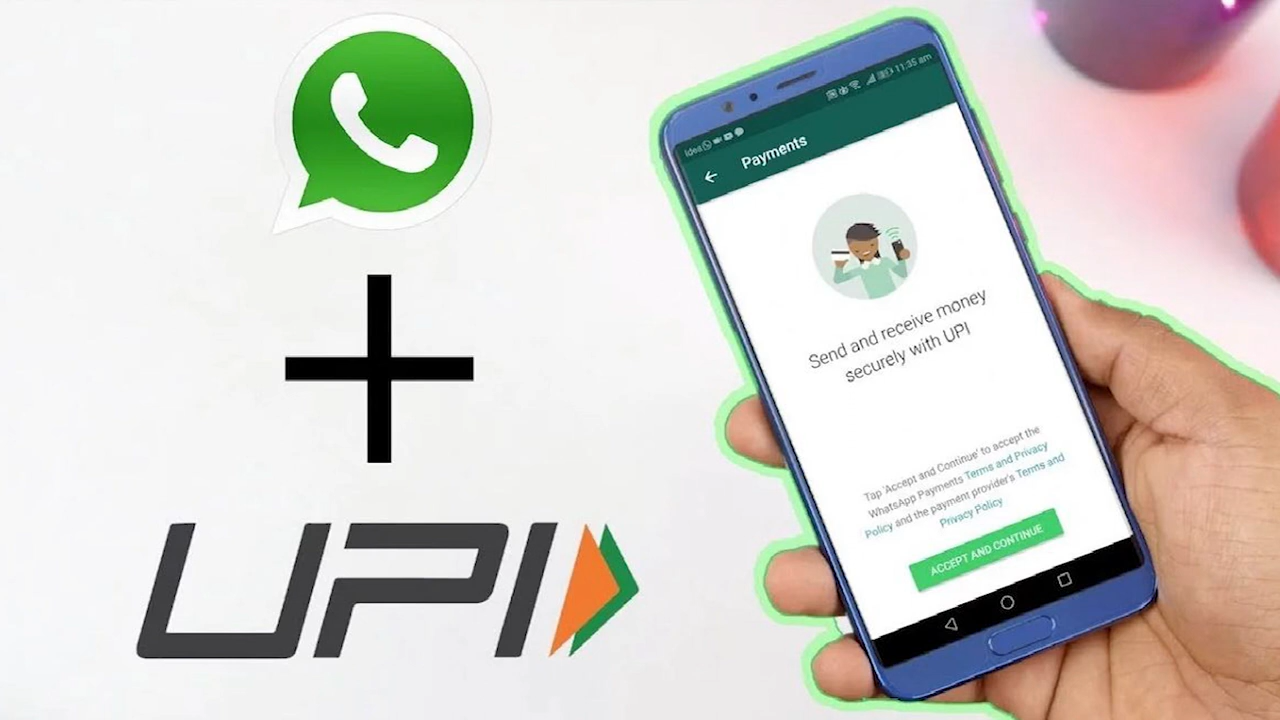 UPI
Idea 11:35 am
Payments
Send and receive money
securely with UPI
Tap 'Accept and Continue' to accept the
WhatsApp Payments Terms and Privacy
Policy and the payment provider's Terms and
Privacy Policy
ACCEPT AND CONTINUE